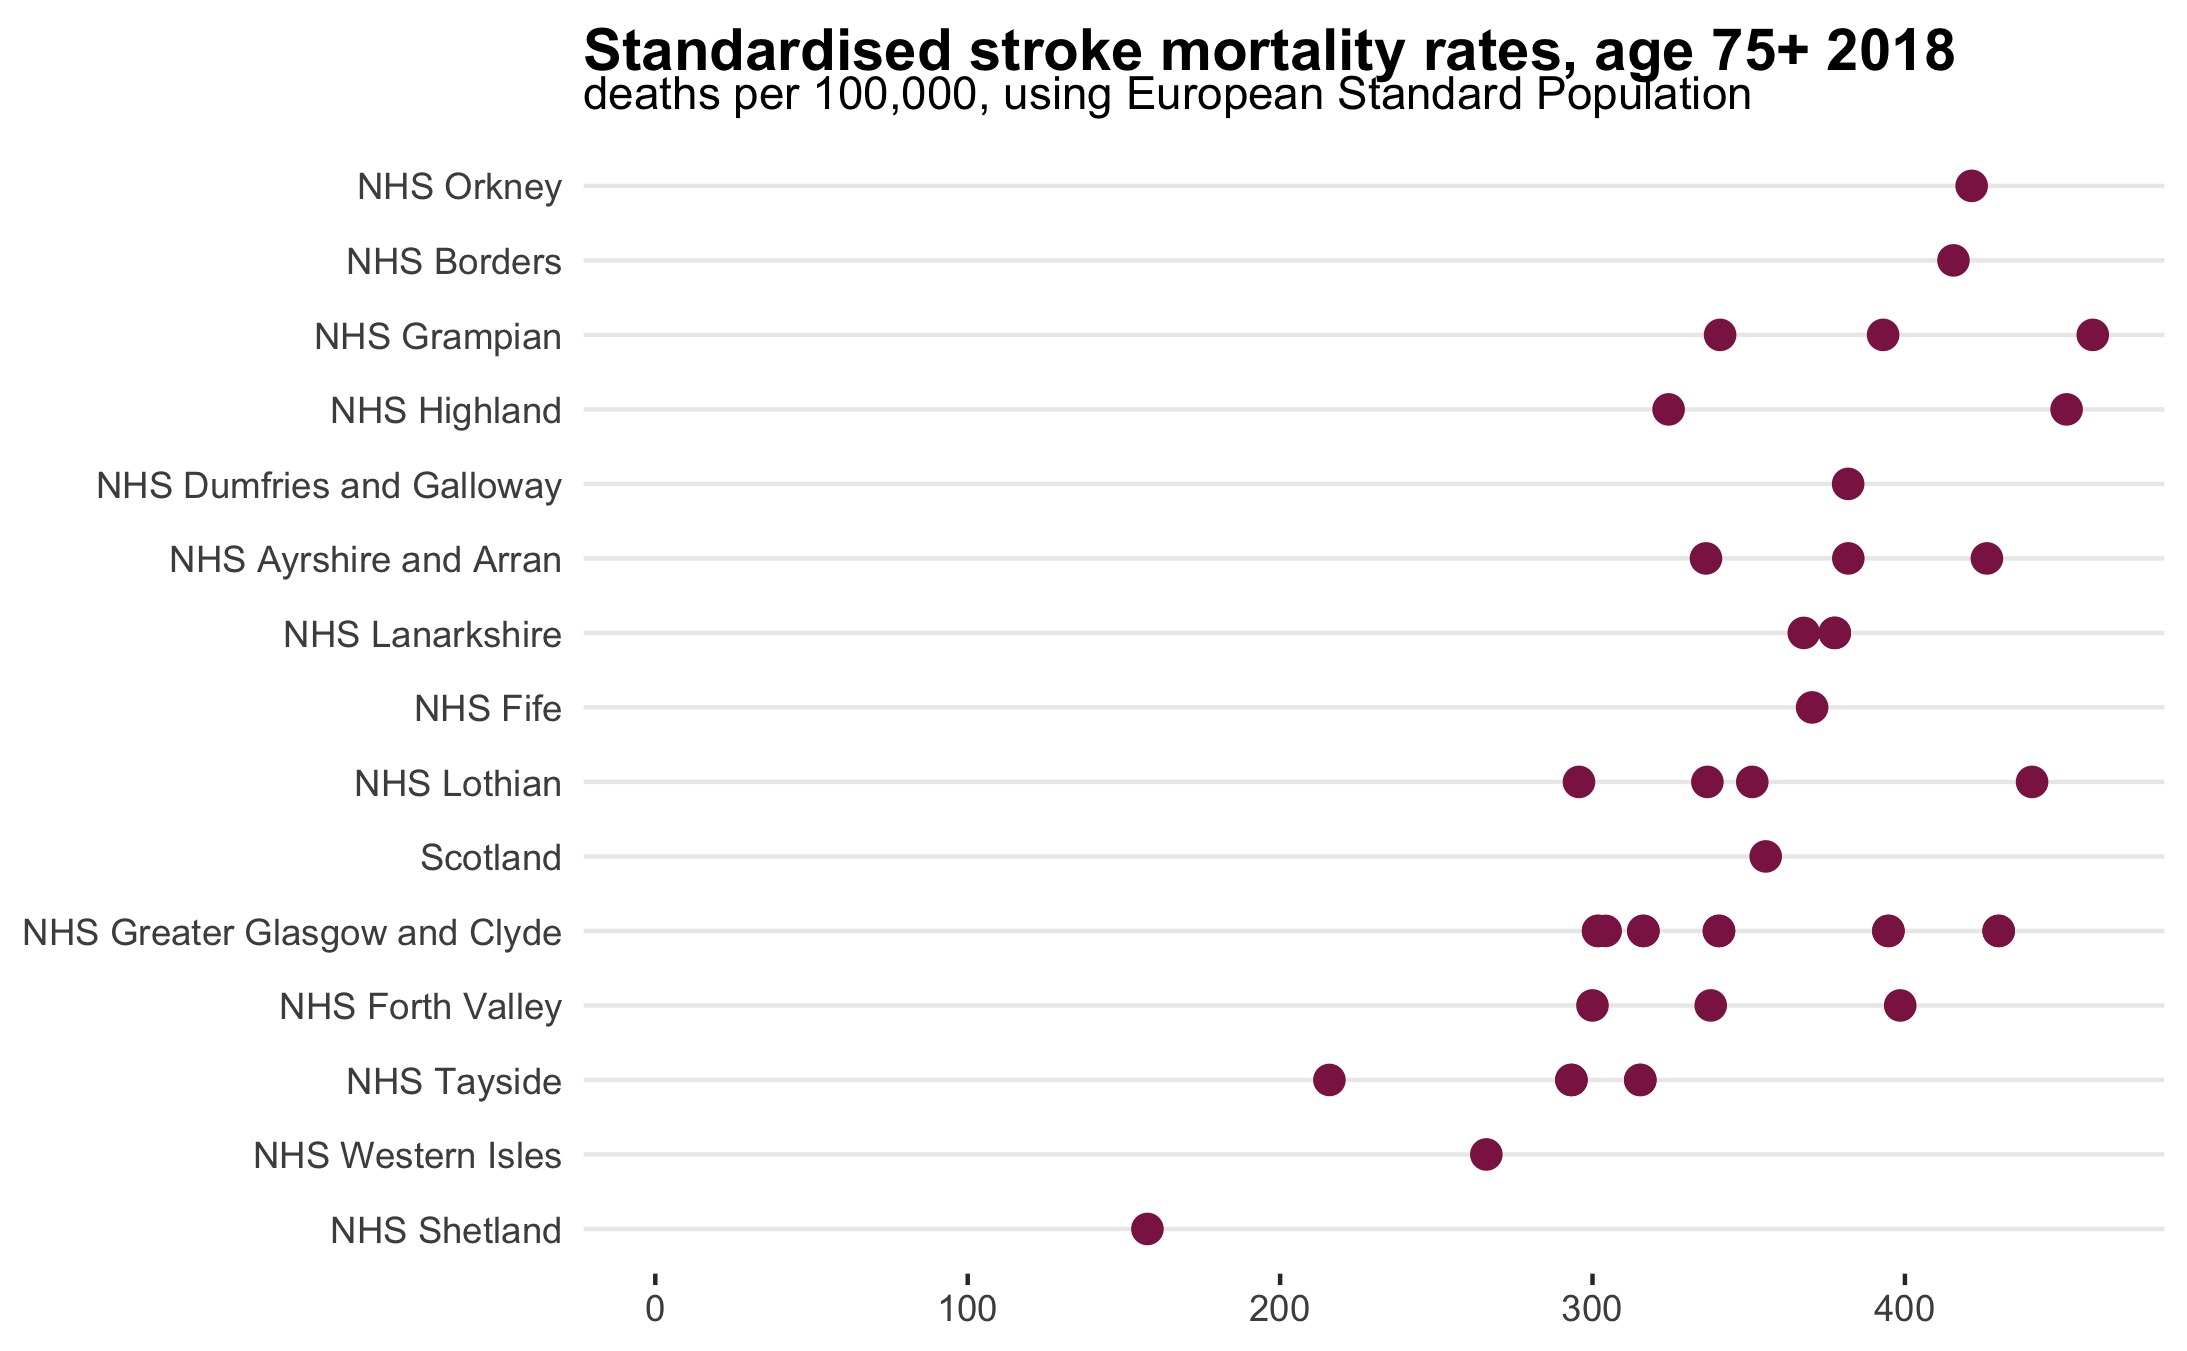 Standardised stroke mortality rates, age 75+ 2018
deaths per 100,000, using European Standard Population
NHS Orkney
NHS Borders
NHS Grampian
NHS Highland
NHS Dumfries and Galloway
NHS Ayrshire and Arran
NHS Lanarkshire
NHS Fife
NHS Lothian
Scotland
NHS Greater Glasgow and Clyde
NHS Forth Valley
NHS Tayside
NHS Western Isles
NHS Shetland
0 100 200 300 400